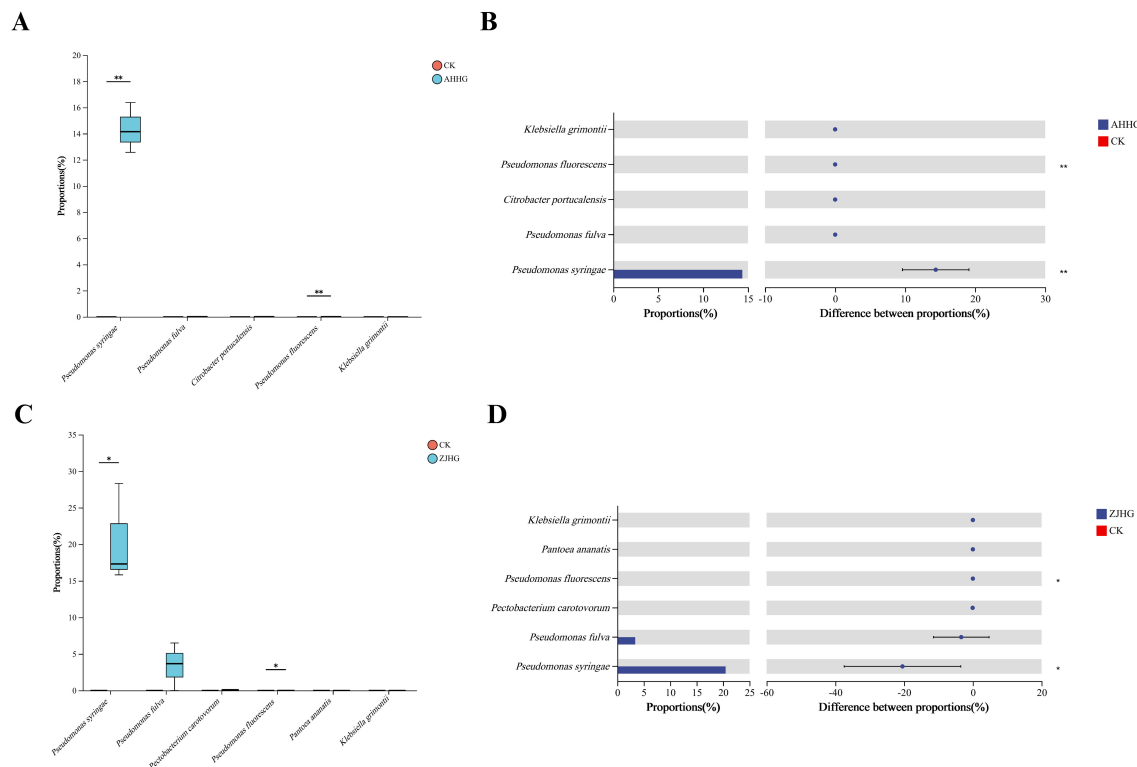 A
B
20
18
16
14
12
10
8
6
4
2
0
Proportions(%)
**
**
CK
AHHG
Pseudomonas syringae
Pseudomonas fulva
Citrobacter portucalensis
Pseudomonas fluorescens
Klebsiella grimontii
Klebsiella grimontii
Pseudomonas fluorescens
Citrobacter portucalensis
Pseudomonas fulva
Pseudomonas syringae
**
**
AHHG
CK
0 5 10 15 -10 0 10 20 30
Proportions(%) Difference between proportions(%)
C
D
35
30
25
20
15
10
5
0
Proportions(%)
*
*
CK
ZJHG
Pseudomonas syringae
Pseudomonas fulva
Pectobacterium carotovorum
Pseudomonas fluorescens
Pantoea ananatis
Klebsiella grimontii
Klebsiella grimontii
Pantoea ananatis
Pseudomonas fluorescens
Pectobacterium carotovorum
Pseudomonas fulva
Pseudomonas syringae
*
*
ZJHG
CK
0 5 10 15 20 25 -60 -40 -20 0 20
Proportions(%) Difference between proportions(%)